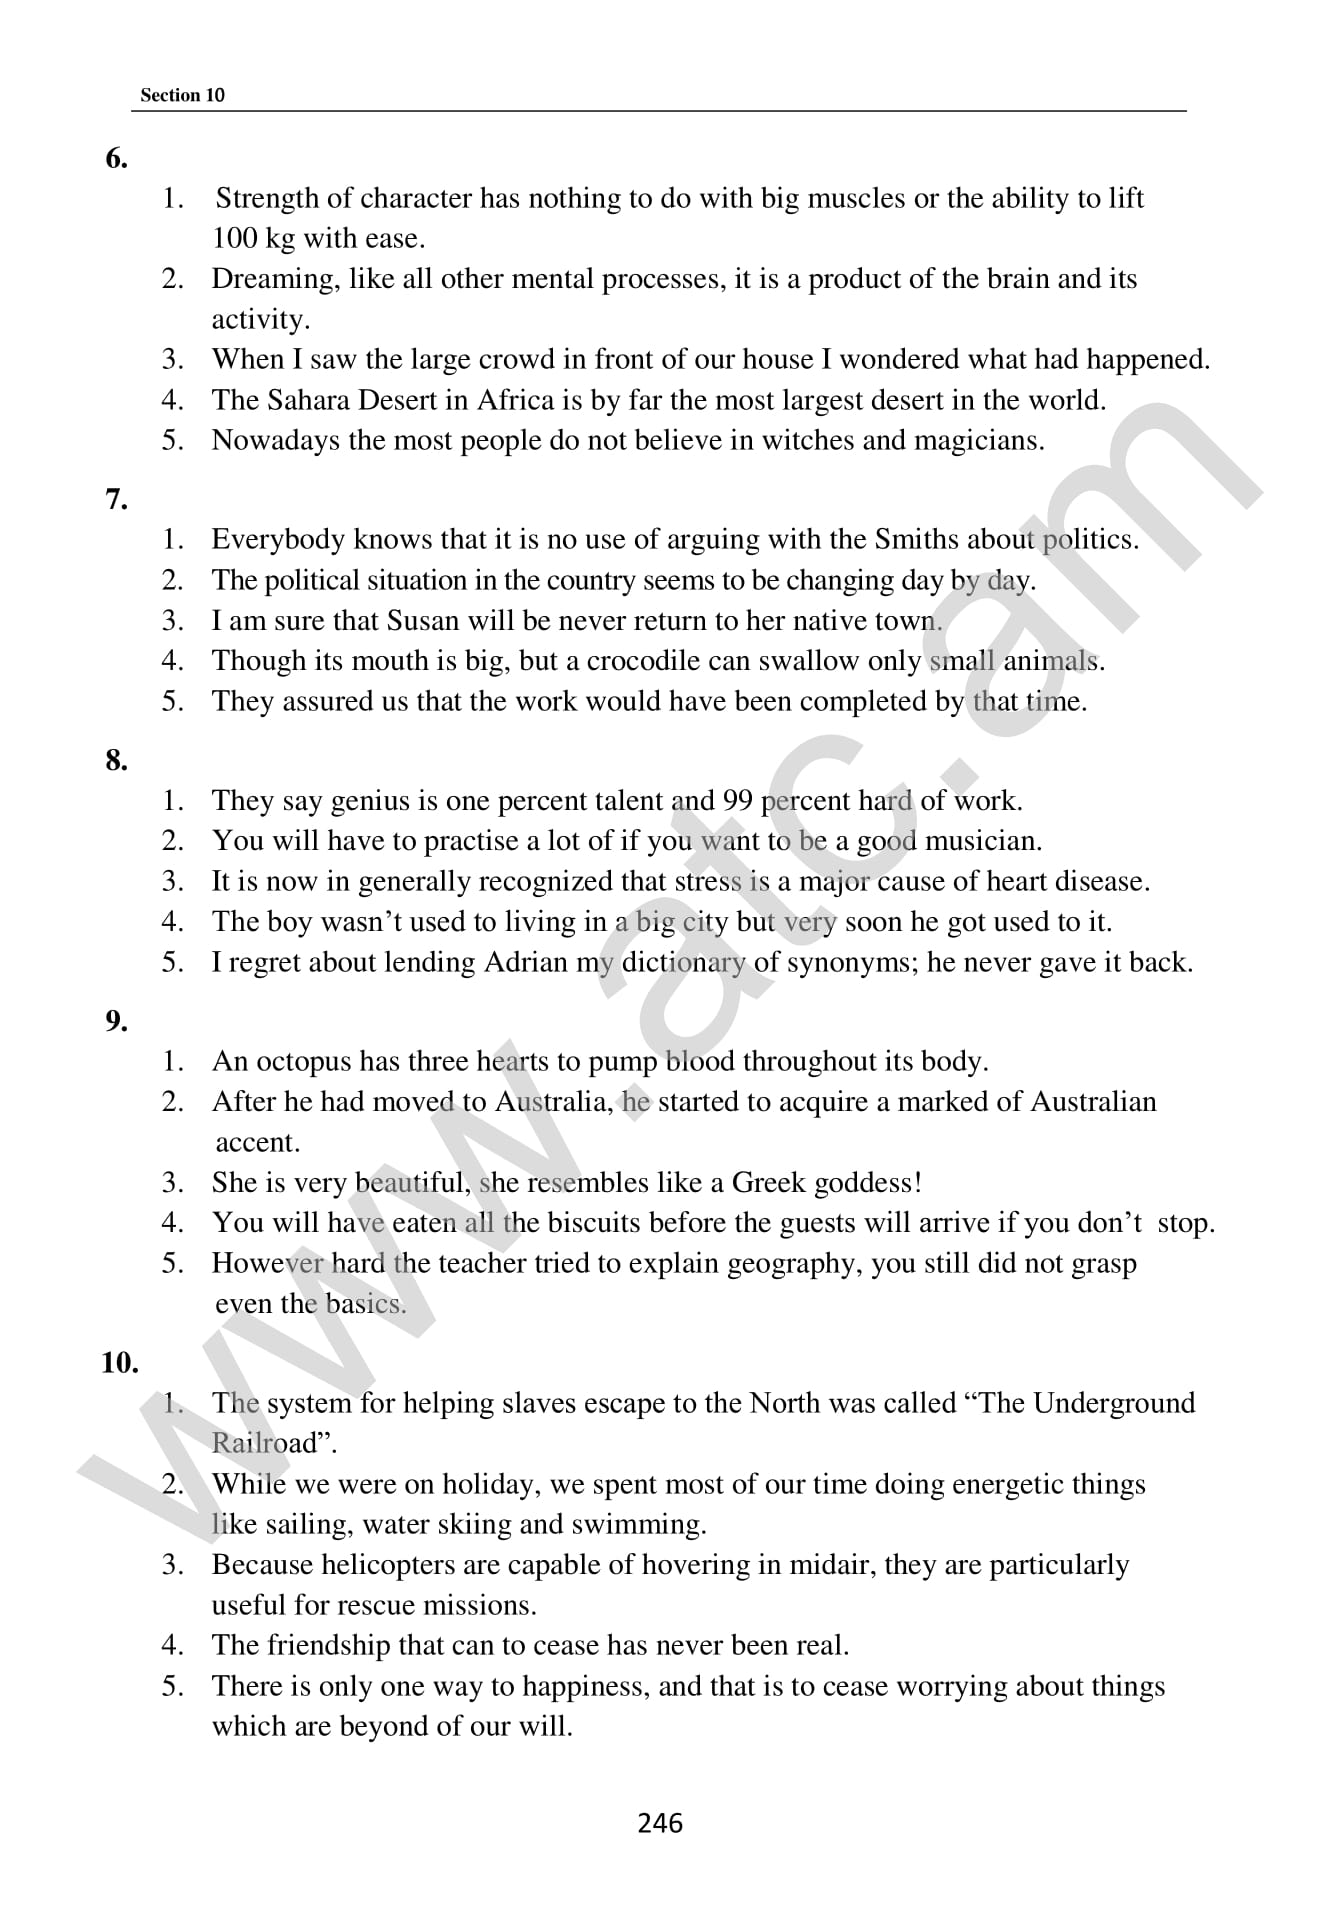 Section 10
6.
1. Strength of character has nothing to do with big muscles or the ability to lift
100 kg with ease.
2. Dreaming, like all other mental processes, it is a product of the brain and its
activity.
3. When I saw the large crowd in front of our house I wondered what had happened.
4. The Sahara Desert in Africa is by far the most largest desert in the world.
5. Nowadays the most people do not believe in witches and magicians.
7.
1. Everybody knows that it is no use of arguing with the Smiths about politics.
2. The political situation in the country seems to be changing day by day.
3. I am sure that Susan will be never return to her native town.
4. Though its mouth is big, but a crocodile can swallow only small animals.
5. They assured us that the work would have been completed by that time.
8.
1. They say genius is one percent talent and 99 percent hard of work.
2. You will have to practise a lot of if you want to be a good musician.
3. It is now in generally recognized that stress is a major cause of heart disease.
4. The boy wasn’t used to living in a big city but very soon he got used to it.
5. I regret about lending Adrian my dictionary of synonyms; he never gave it back.
9.
1. An octopus has three hearts to pump blood throughout its body.
2. After he had moved to Australia, he started to acquire a marked of Australian
accent.
3. She is very beautiful, she resembles like a Greek goddess!
4. You will have eaten all the biscuits before the guests will arrive if you don’t stop.
5. However hard the teacher tried to explain geography, you still did not grasp
even the basics.
10.
1. The system for helping slaves escape to the North was called “The Underground
Railroad”.
2. While we were on holiday, we spent most of our time doing energetic things
like sailing, water skiing and swimming.
3. Because helicopters are capable of hovering in midair, they are particularly
useful for rescue missions.
4. The friendship that can to cease has never been real.
5. There is only one way to happiness, and that is to cease worrying about things
which are beyond of our will.
246
www.atc.am